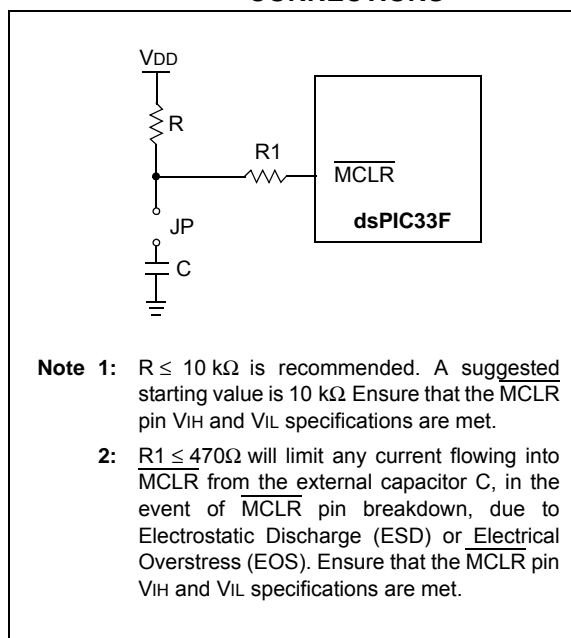 VDD
R
R1
MCLR
dsPIC33F
JP
C
Note 1: R ≤ 10 kΩ is recommended. A suggested
starting value is 10 kΩ Ensure that the MCLR
pin VIH and VIL specifications are met.
2: R1 ≤ 470Ω will limit any current flowing into
MCLR from the external capacitor C, in the
event of MCLR pin breakdown, due to
Electrostatic Discharge (ESD) or Electrical
Overstress (EOS). Ensure that the MCLR pin
VIH and VIL specifications are met.